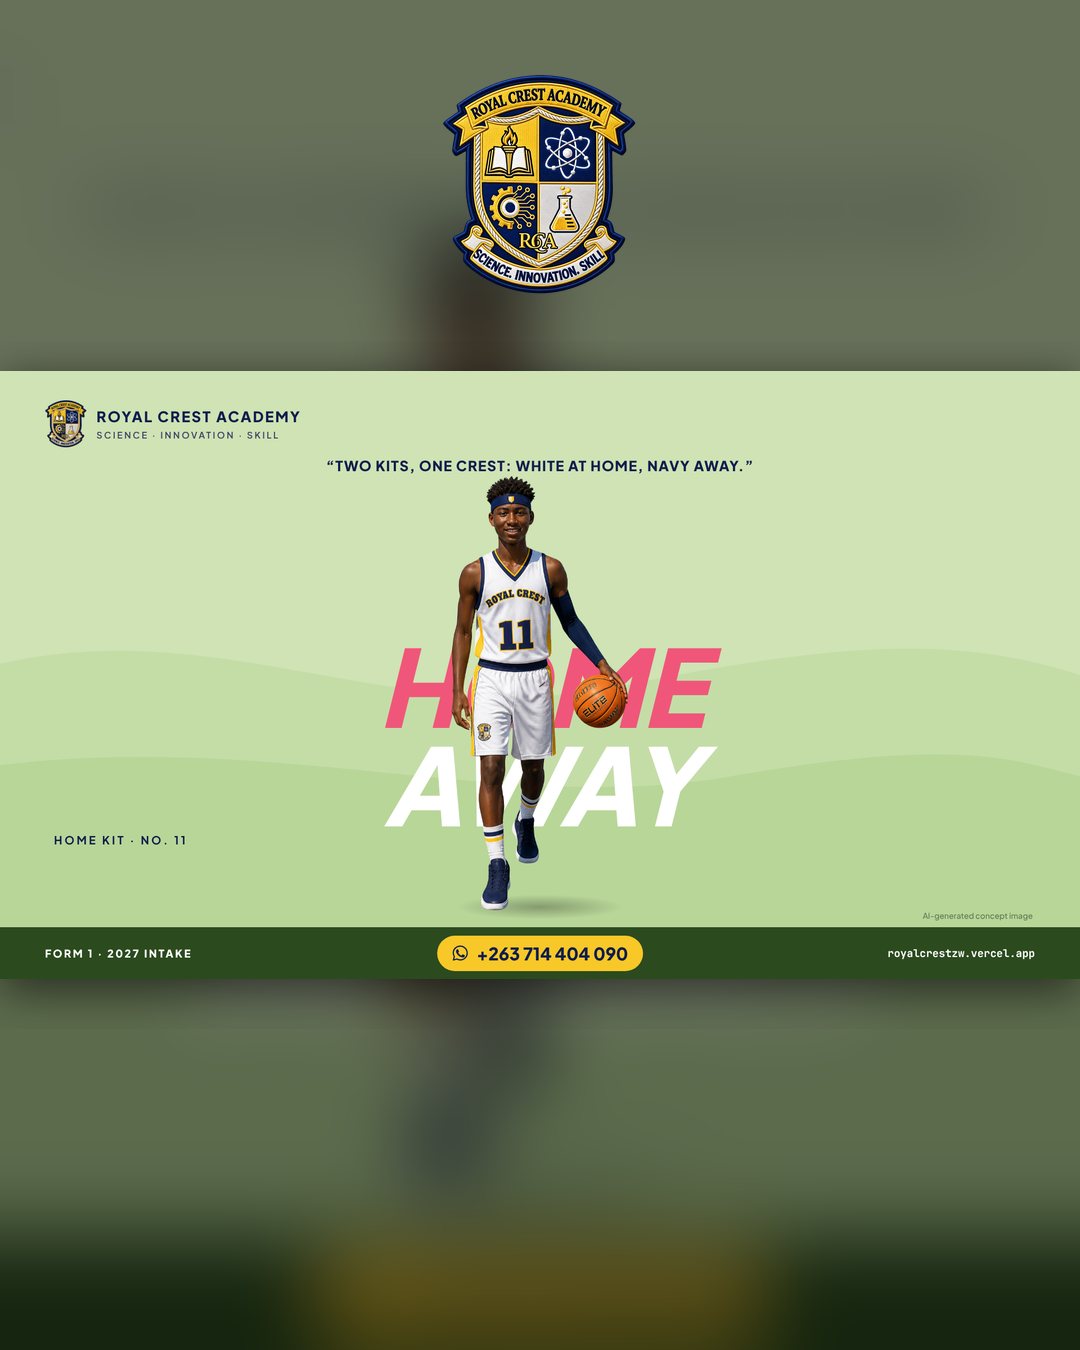 ROYAL CREST ACADEMY
RCA
SCIENCE. INNOVATION. SKILL
ROYAL CREST ACADEMY
SCIENCE · INNOVATION · SKILL
“TWO KITS, ONE CREST: WHITE AT HOME, NAVY AWAY.”
ROYAL CREST
11
HOME
ELITE
AWAY
HOME KIT · NO. 11
AI-generated concept image
FORM 1 · 2027 INTAKE
+263 714 404 090
royalcrestzw.vercel.app